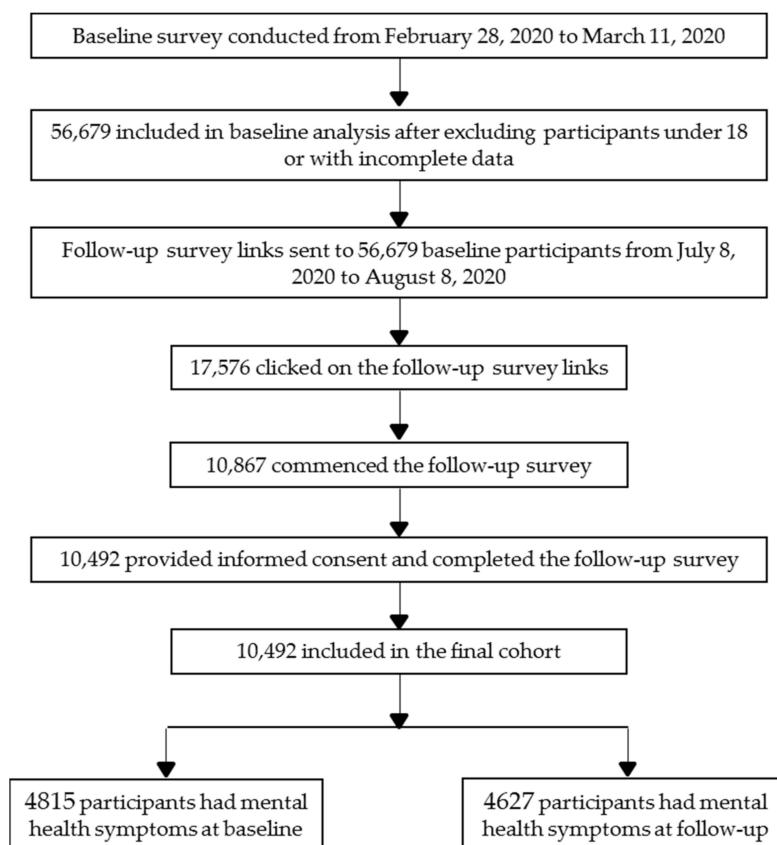 Baseline survey conducted from February 28, 2020 to March 11, 2020
56,679 included in baseline analysis after excluding participants under 18
or with incomplete data
Follow-up survey links sent to 56,679 baseline participants from July 8,
2020 to August 8, 2020
17,576 clicked on the follow-up survey links
10,867 commenced the follow-up survey
10,492 provided informed consent and completed the follow-up survey
10,492 included in the final cohort
4815 participants had mental
health symptoms at baseline
4627 participants had mental
health symptoms at follow-up